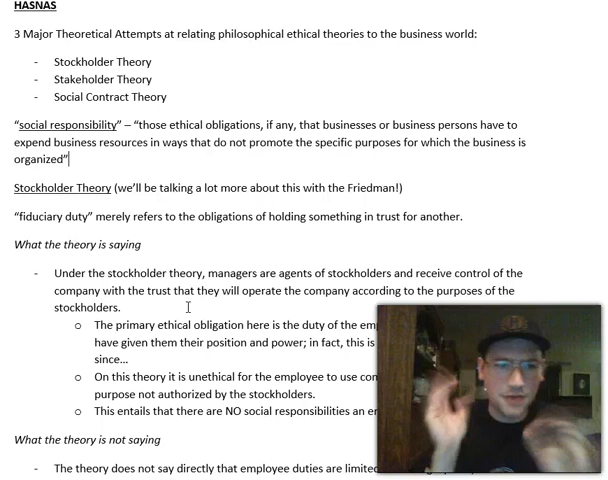 HASNAS
3 Major Theoretical Attempts at relating philosophical ethical theories to the business world:
- Stockholder Theory
- Stakeholder Theory
- Social Contract Theory
“social responsibility” – “those ethical obligations, if any, that businesses or business persons have to
expend business resources in ways that do not promote the specific purposes for which the business is
organized”
Stockholder Theory (we’ll be talking a lot more about this with the Friedman!)
“fiduciary duty” merely refers to the obligations of holding something in trust for another.
What the theory is saying
- Under the stockholder theory, managers are agents of stockholders and receive control of the
company with the trust that they will operate the company according to the purposes of the
stockholders.
o The primary ethical obligation here is the duty of the em
have given them their position and power; in fact, this is
since…
o On this theory it is unethical for the employee to use con
purpose not authorized by the stockholders.
o This entails that there are NO social responsibilities an e
What the theory is not saying
- The theory does not say directly that employee duties are limited